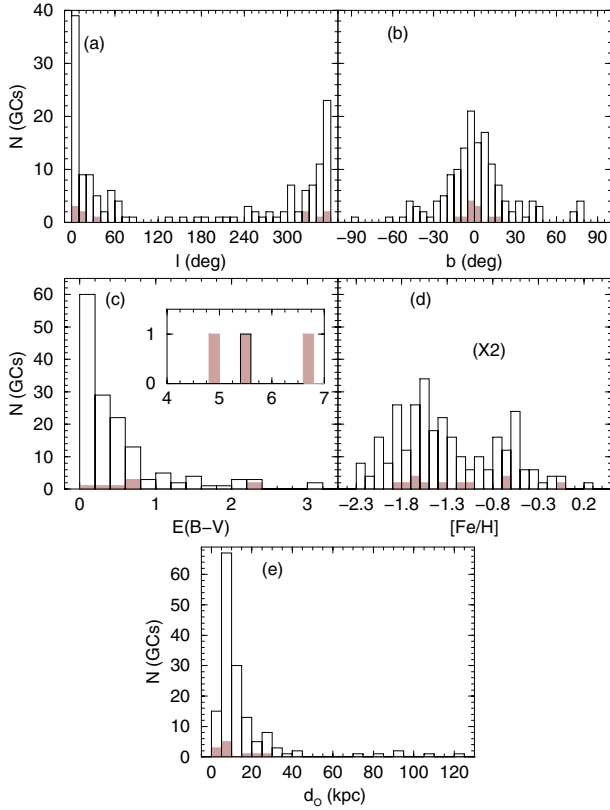 40
30
20
10
0
N (GCs)
(a)
(b)
0 60 120 180 240 300
−90 −60 −30 0 30 60 90
l (deg)
b (deg)
60
50
40
30
20
10
0
N (GCs)
(c)
1
0
4 5 6 7
(d)
(X2)
0 1 2 3
−2.3 −1.8 −1.3 −0.8 −0.3 0.2
E(B−V)
[Fe/H]
60
50
40
30
20
10
0
N (GCs)
(e)
0 20 40 60 80 100 120
d⊙ (kpc)